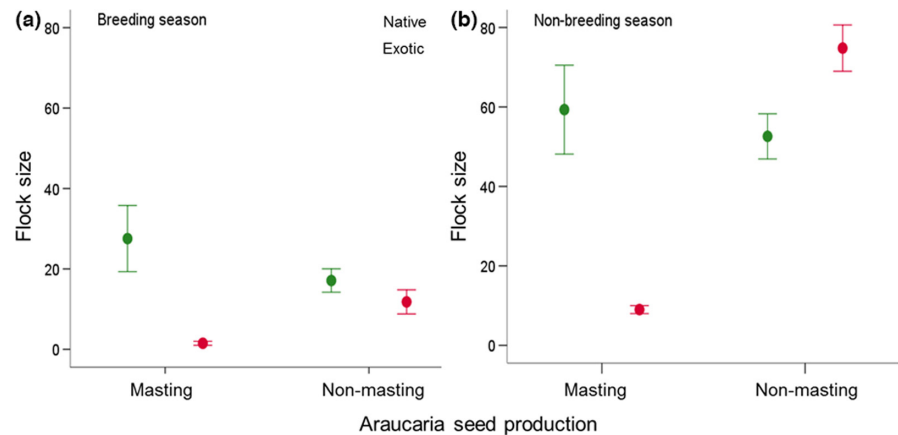 (a)
Breeding season
Native
Exotic
80
60
40
20
0
Flock size
Masting
Non-masting
(b)
Non-breeding season
80
60
40
20
0
Flock size
Masting
Non-masting
Araucaria seed production